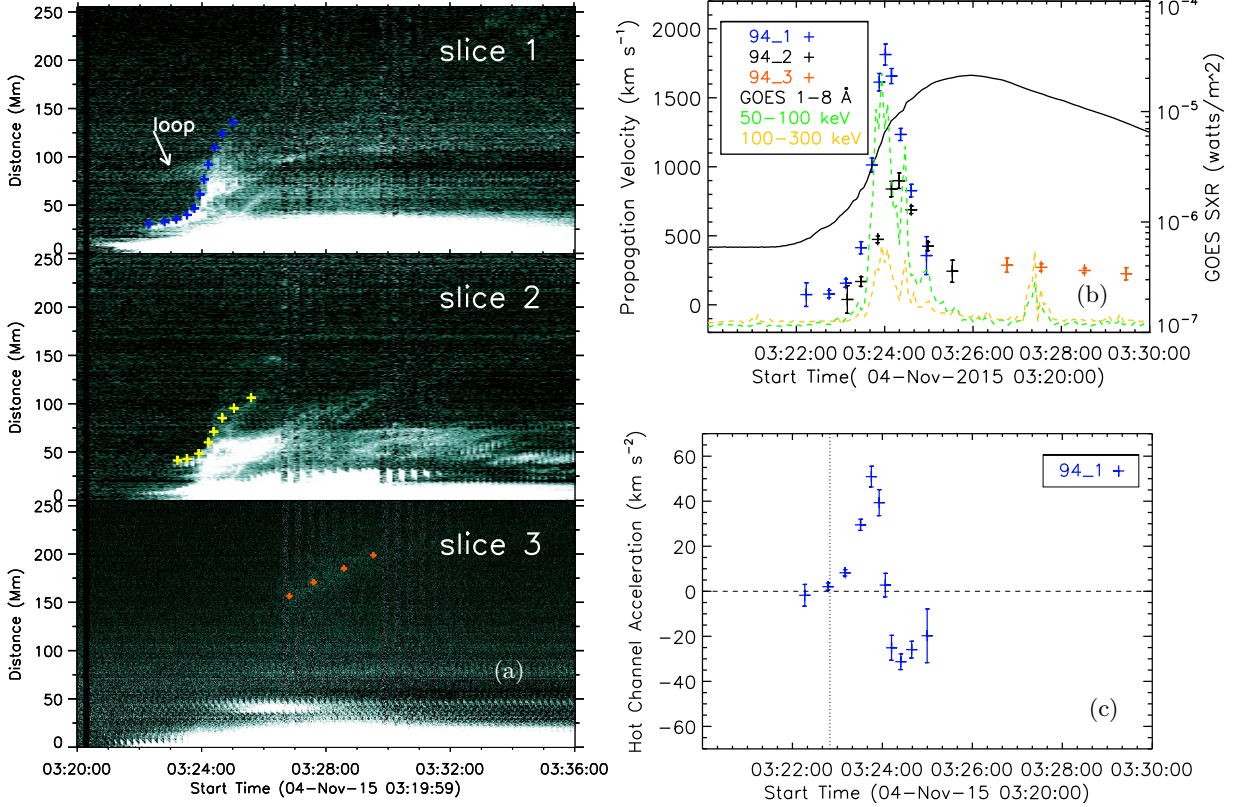 slice 1
loop
250
200
150
100
50
0
Distance (Mm)
slice 2
250
200
150
100
50
0
Distance (Mm)
slice 3
250
200
150
100
50
0
Distance (Mm)
(a)
03:20:00 03:24:00 03:28:00 03:32:00 03:36:00
Start Time (04-Nov-15 03:19:59)
94_1 +
94_2 +
94_3 +
GOES 1-8 Å
50-100 keV
100-300 keV
2000
1500
1000
500
0
Propagation Velocity (km s⁻¹)
10⁻⁴
10⁻⁵
10⁻⁶
10⁻⁷
GOES SXR (watts/m^2)
(b)
03:22:00 03:24:00 03:26:00 03:28:00 03:30:00
Start Time( 04-Nov-2015 03:20:00)
94_1 +
60
40
20
0
-20
-40
-60
Hot Channel Acceleration (km s⁻²)
(c)
03:22:00 03:24:00 03:26:00 03:28:00 03:30:00
Start Time (04-Nov-15 03:20:00)